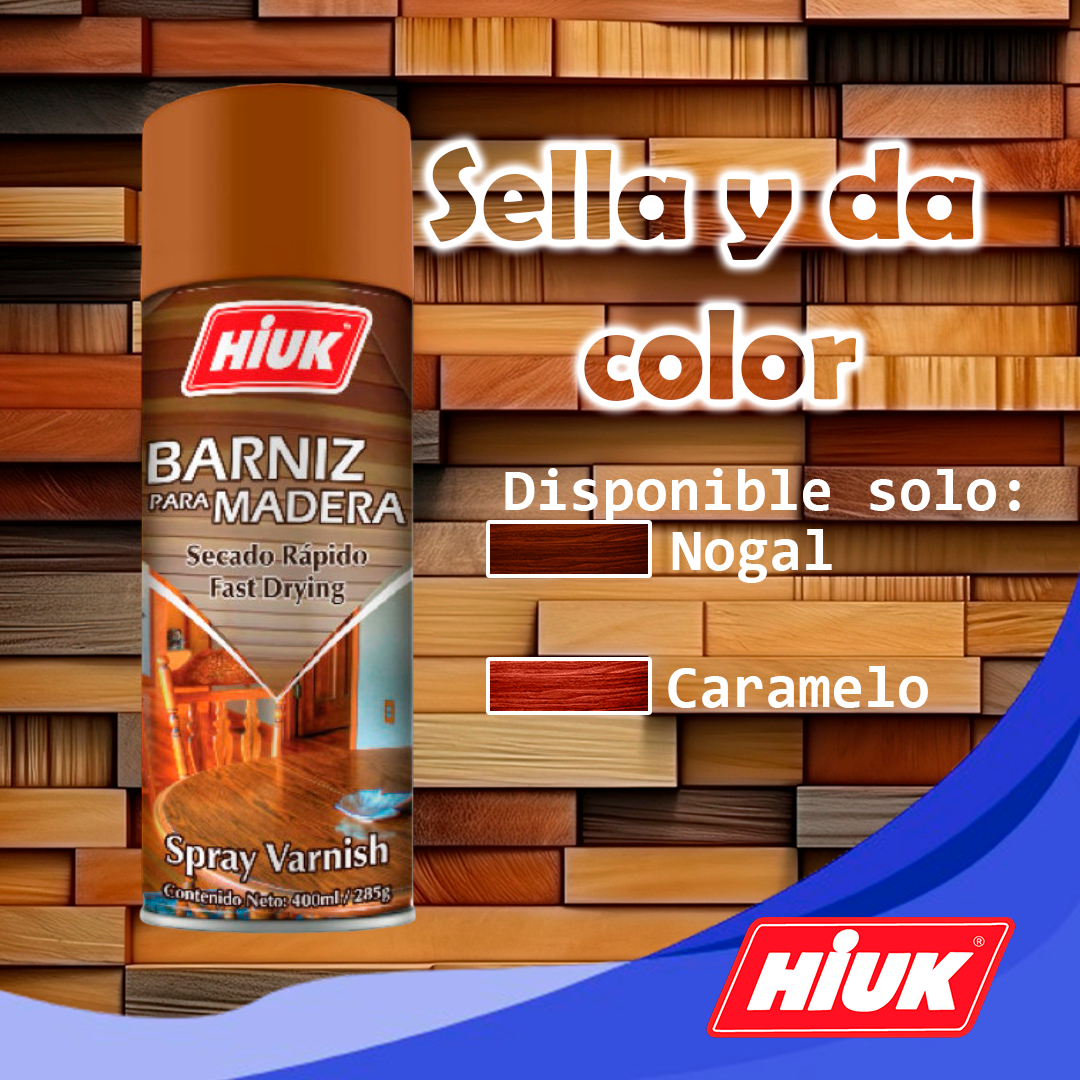 HiUK™
BARNIZ
PARA MADERA
Secado Rápido
Fast Drying
Spray Varnish
Contenido Neto: 400ml / 285g
Sella y da
color
Disponible solo:
Nogal
Caramelo
HiUK®